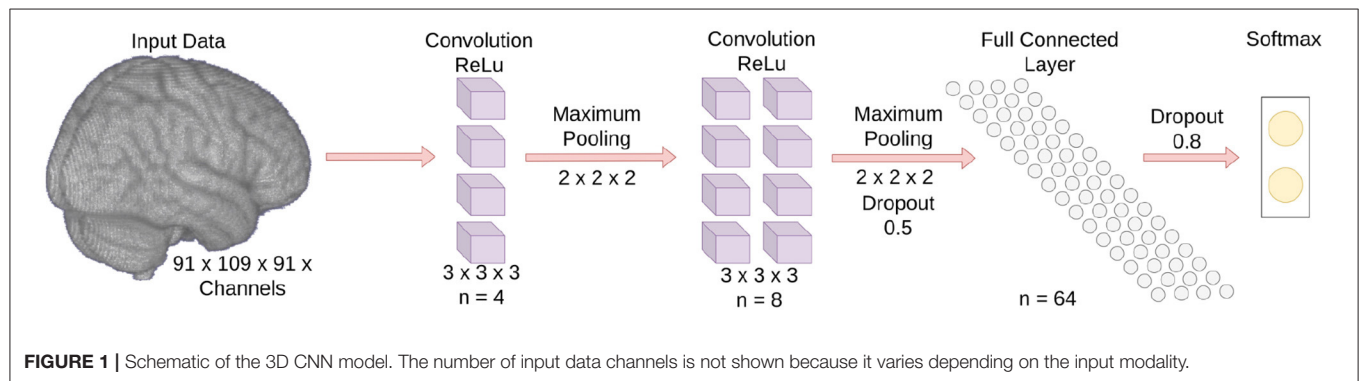 Input Data
91 x 109 x 91 x
Channels
Convolution
ReLu
3 x 3 x 3
n = 4
Maximum
Pooling
2 x 2 x 2
Convolution
ReLu
3 x 3 x 3
n = 8
Maximum
Pooling
2 x 2 x 2
Dropout
0.5
Full Connected
Layer
n = 64
Dropout
0.8
Softmax
FIGURE 1 | Schematic of the 3D CNN model. The number of input data channels is not shown because it varies depending on the input modality.